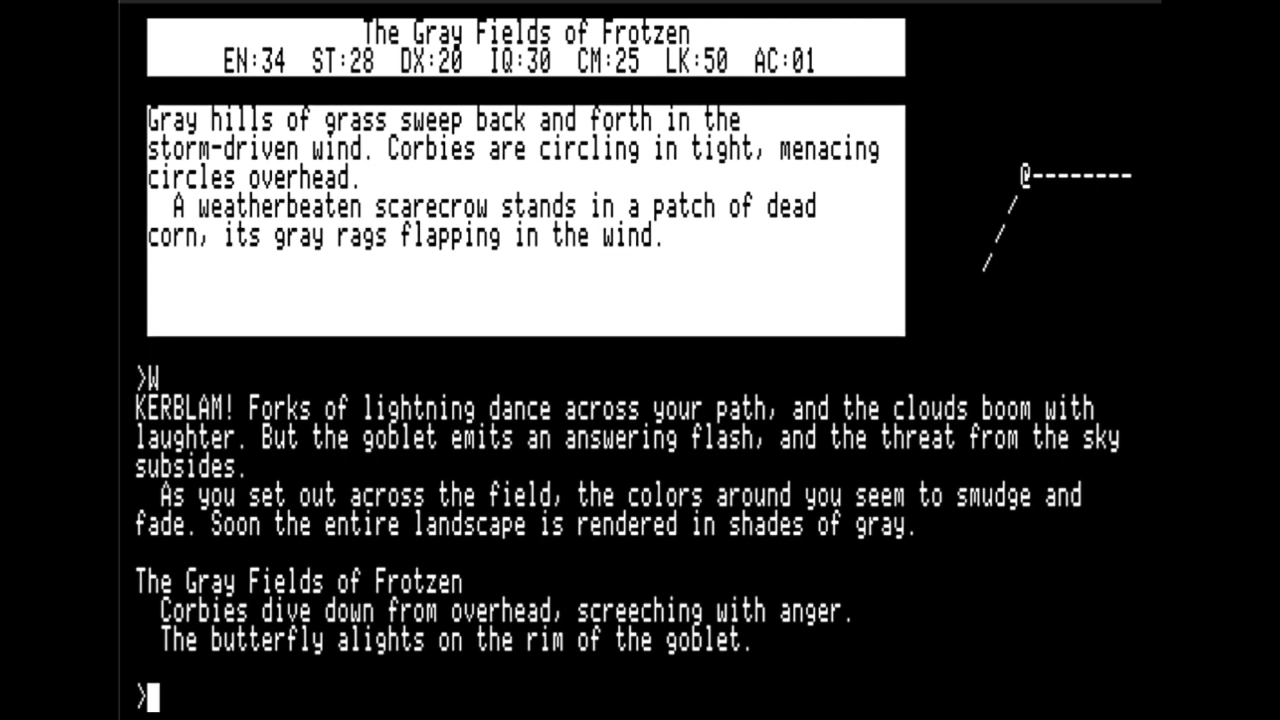 The Gray Fields of Frotzen
EN:34 ST:28 DX:20 IQ:30 CM:25 LK:50 AC:01
Gray hills of grass sweep back and forth in the
storm-driven wind. Corbies are circling in tight, menacing
circles overhead.
A weatherbeaten scarecrow stands in a patch of dead
corn, its gray rags flapping in the wind.
@--------
/
/
/
>W
KERBLAM! Forks of lightning dance across your path, and the clouds boom with
laughter. But the goblet emits an answering flash, and the threat from the sky
subsides.
As you set out across the field, the colors around you seem to smudge and
fade. Soon the entire landscape is rendered in shades of gray.
The Gray Fields of Frotzen
Corbies dive down from overhead, screeching with anger.
The butterfly alights on the rim of the goblet.
>